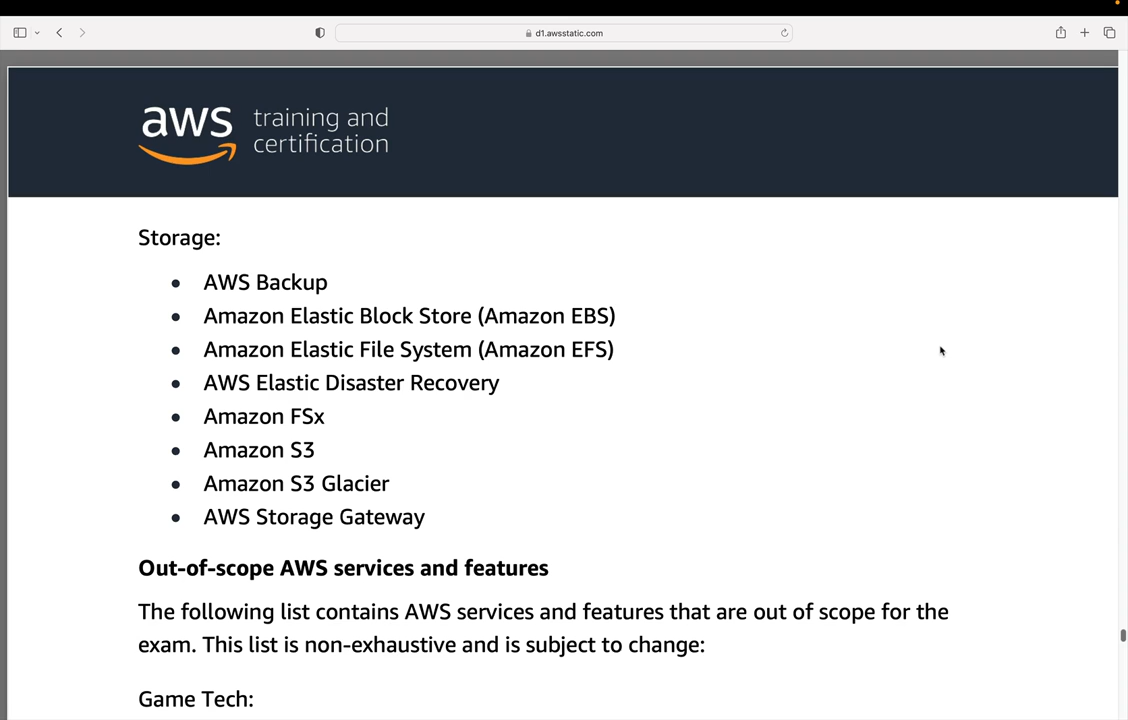 d1.awsstatic.com
aws training and
certification
Storage:
• AWS Backup
• Amazon Elastic Block Store (Amazon EBS)
• Amazon Elastic File System (Amazon EFS)
• AWS Elastic Disaster Recovery
• Amazon FSx
• Amazon S3
• Amazon S3 Glacier
• AWS Storage Gateway
Out-of-scope AWS services and features
The following list contains AWS services and features that are out of scope for the
exam. This list is non-exhaustive and is subject to change:
Game Tech: